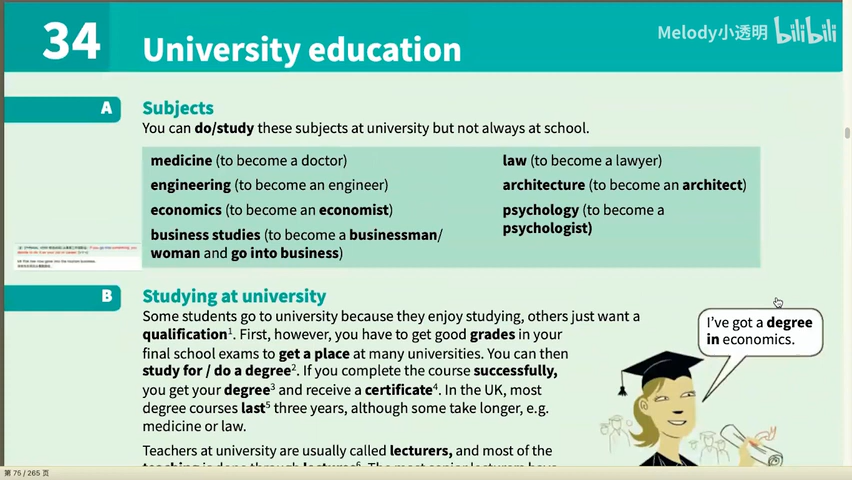 34
University education
Melody小透明 bilibili
A
Subjects
You can do/study these subjects at university but not always at school.
medicine (to become a doctor)
engineering (to become an engineer)
economics (to become an economist)
business studies (to become a businessman/
woman and go into business)
law (to become a lawyer)
architecture (to become an architect)
psychology (to become a
psychologist)
B
Studying at university
Some students go to university because they enjoy studying, others just want a
qualification¹. First, however, you have to get good grades in your
final school exams to get a place at many universities. You can then
study for / do a degree². If you complete the course successfully,
you get your degree³ and receive a certificate⁴. In the UK, most
degree courses last⁵ three years, although some take longer, e.g.
medicine or law.
Teachers at university are usually called lecturers, and most of the
I've got a degree
in economics.
第 75 / 265 页